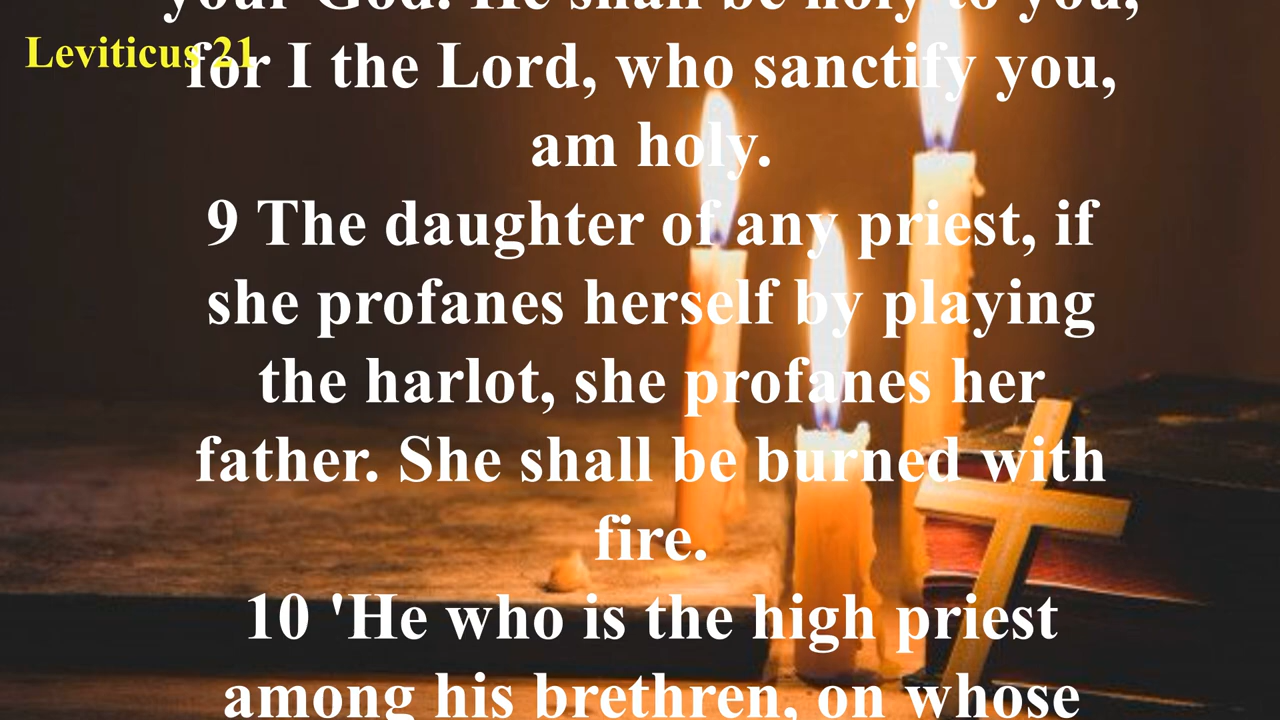 your God. He shall be holy to you,
Leviticus 21
for I the Lord, who sanctify you,
am holy.
9 The daughter of any priest, if
she profanes herself by playing
the harlot, she profanes her
father. She shall be burned with
fire.
10 'He who is the high priest
among his brethren, on whose